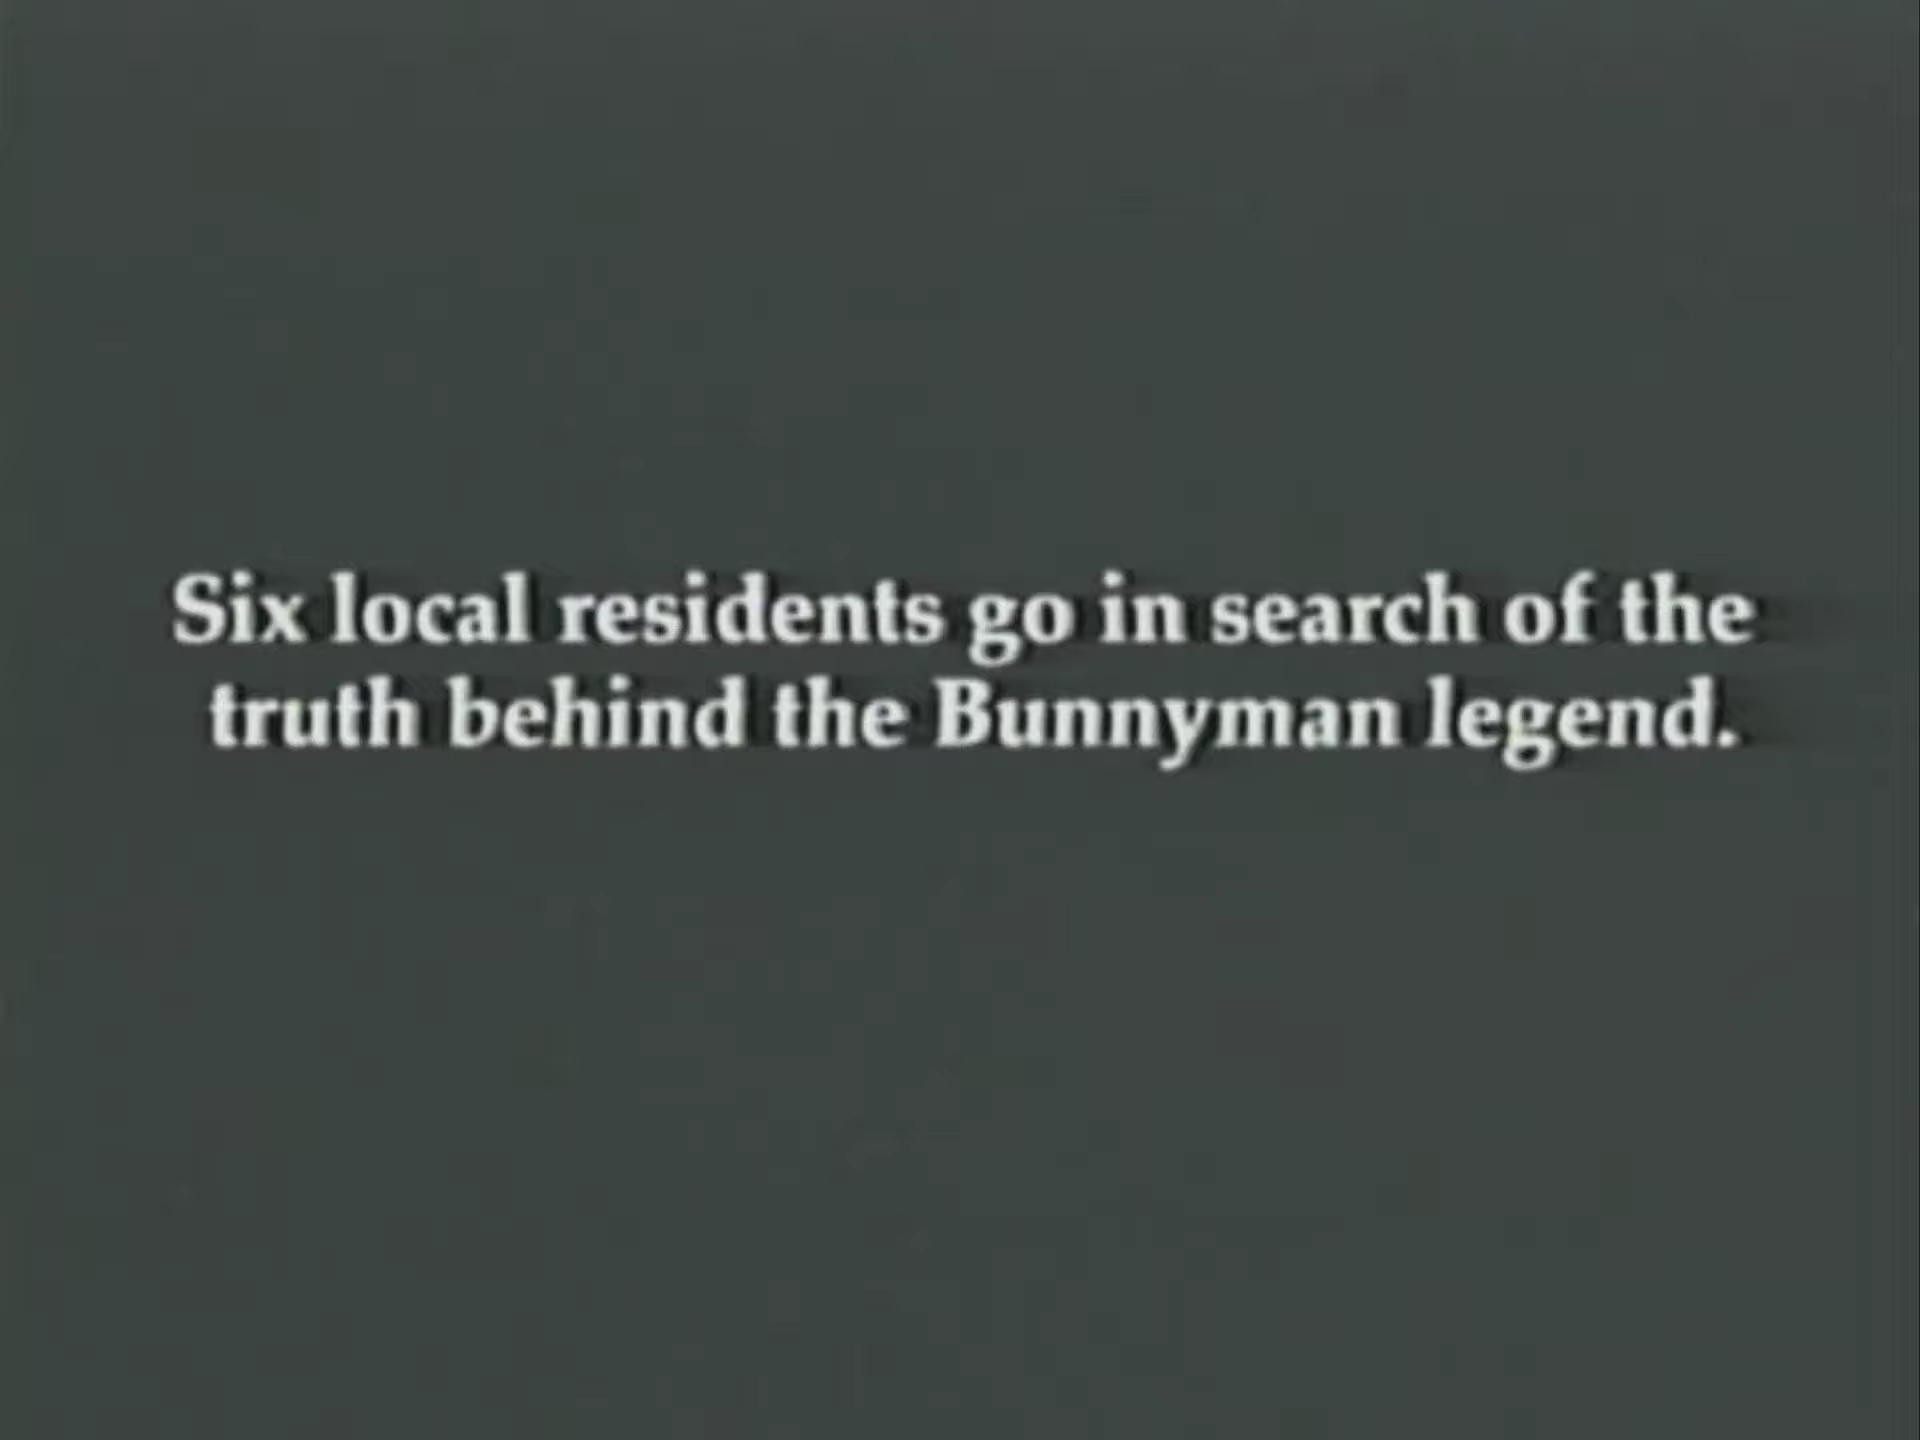 Six local residents go in search of the
truth behind the Bunnyman legend.